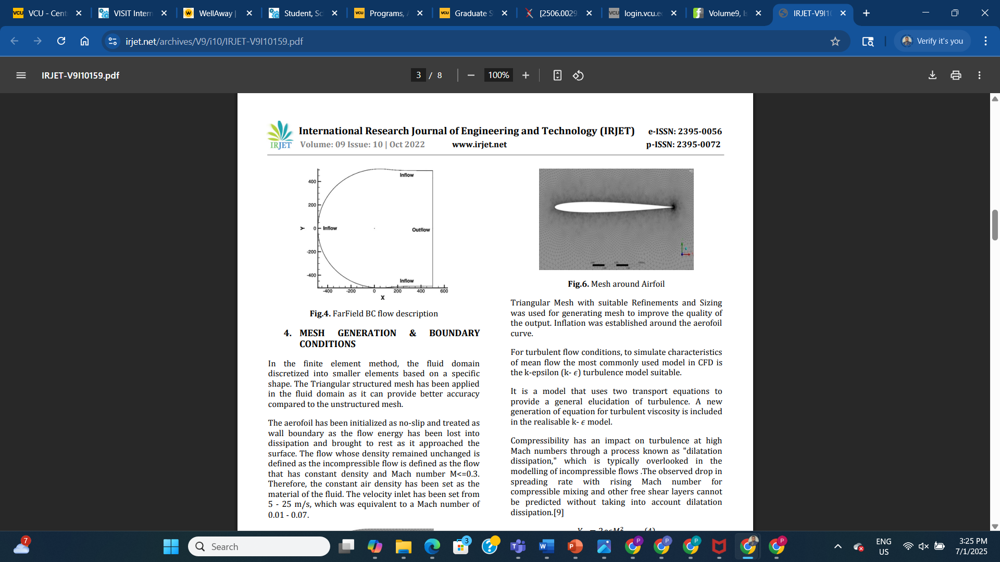 VCU - Cent
VISIT Intern
WellAway |
Student, Sc
Programs, A
Graduate S
[2506.0029
login.vcu.e
Volume9, Is
IRJET-V9I1
irjet.net/archives/V9/i10/IRJET-V9I10159.pdf
Verify it's you
IRJET-V9I10159.pdf
3 / 8
100%
IRJET
International Research Journal of Engineering and Technology (IRJET)
e-ISSN: 2395-0056
Volume: 09 Issue: 10 | Oct 2022
www.irjet.net
p-ISSN: 2395-0072
Inflow
400
200
Y
0
Inflow
Outflow
-200
-400
Inflow
-400 -200 0 200 400 600
X
Fig.4. FarField BC flow description
4. MESH GENERATION & BOUNDARY
CONDITIONS
In the finite element method, the fluid domain
discretized into smaller elements based on a specific
shape. The Triangular structured mesh has been applied
in the fluid domain as it can provide better accuracy
compared to the unstructured mesh.
The aerofoil has been initialized as no-slip and treated as
wall boundary as the flow energy has been lost into
dissipation and brought to rest as it approached the
surface. The flow whose density remained unchanged is
defined as the incompressible flow is defined as the flow
that has constant density and Mach number M<=0.3.
Therefore, the constant air density has been set as the
material of the fluid. The velocity inlet has been set from
5 - 25 m/s, which was equivalent to a Mach number of
0.01 - 0.07.
Fig.6. Mesh around Airfoil
Triangular Mesh with suitable Refinements and Sizing
was used for generating mesh to improve the quality of
the output. Inflation was established around the aerofoil
curve.
For turbulent flow conditions, to simulate characteristics
of mean flow the most commonly used model in CFD is
the k-epsilon (k- ϵ) turbulence model suitable.
It is a model that uses two transport equations to
provide a general elucidation of turbulence. A new
generation of equation for turbulent viscosity is included
in the realisable k- ϵ model.
Compressibility has an impact on turbulence at high
Mach numbers through a process known as "dilatation
dissipation," which is typically overlooked in the
modelling of incompressible flows .The observed drop in
spreading rate with rising Mach number for
compressible mixing and other free shear layers cannot
be predicted without taking into account dilatation
dissipation.[9]
7
Search
3
ENG
US
3:25 PM
7/1/2025